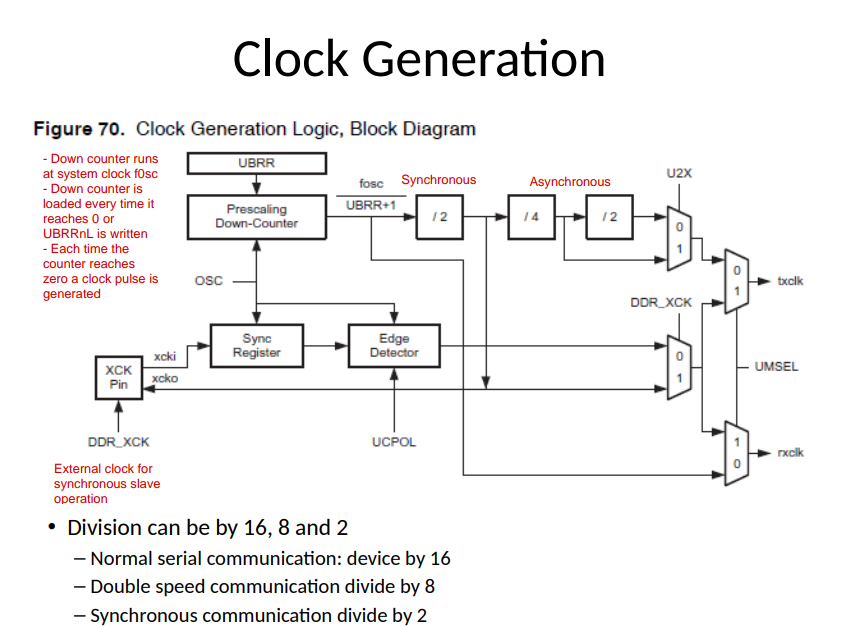 Clock Generation
Figure 70. Clock Generation Logic, Block Diagram
- Down counter runs
at system clock f0sc
- Down counter is
loaded every time it
reaches 0 or
UBRRnL is written
- Each time the
counter reaches
zero a clock pulse is
generated
UBRR
Prescaling
Down-Counter
fosc
UBRR+1
Synchronous
/ 2
Asynchronous
/ 4
/ 2
U2X
0
1
OSC
0
1
txclk
DDR_XCK
Sync
Register
Edge
Detector
0
1
UMSEL
xcki
xcko
XCK
Pin
DDR_XCK
UCPOL
1
0
rxclk
External clock for
synchronous slave
operation
• Division can be by 16, 8 and 2
– Normal serial communication: device by 16
– Double speed communication divide by 8
– Synchronous communication divide by 2